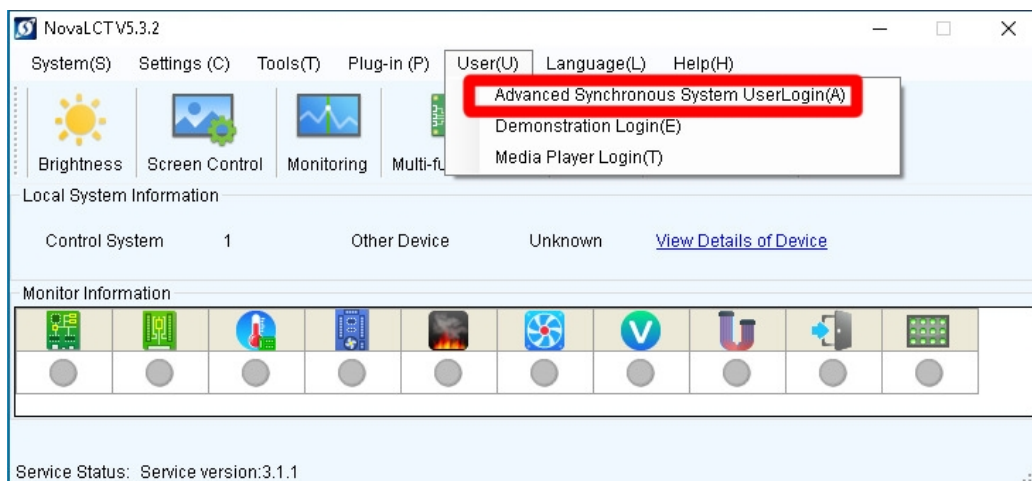 NovaLCT V5.3.2
System(S) Settings (C) Tools(T) Plug-in (P) User(U) Language(L) Help(H)
Advanced Synchronous System UserLogin(A)
Demonstration Login(E)
Media Player Login(T)
Brightness Screen Control Monitoring Multi-fu
Local System Information
Control System 1 Other Device Unknown View Details of Device
Monitor Information
V
Service Status: Service version:3.1.1